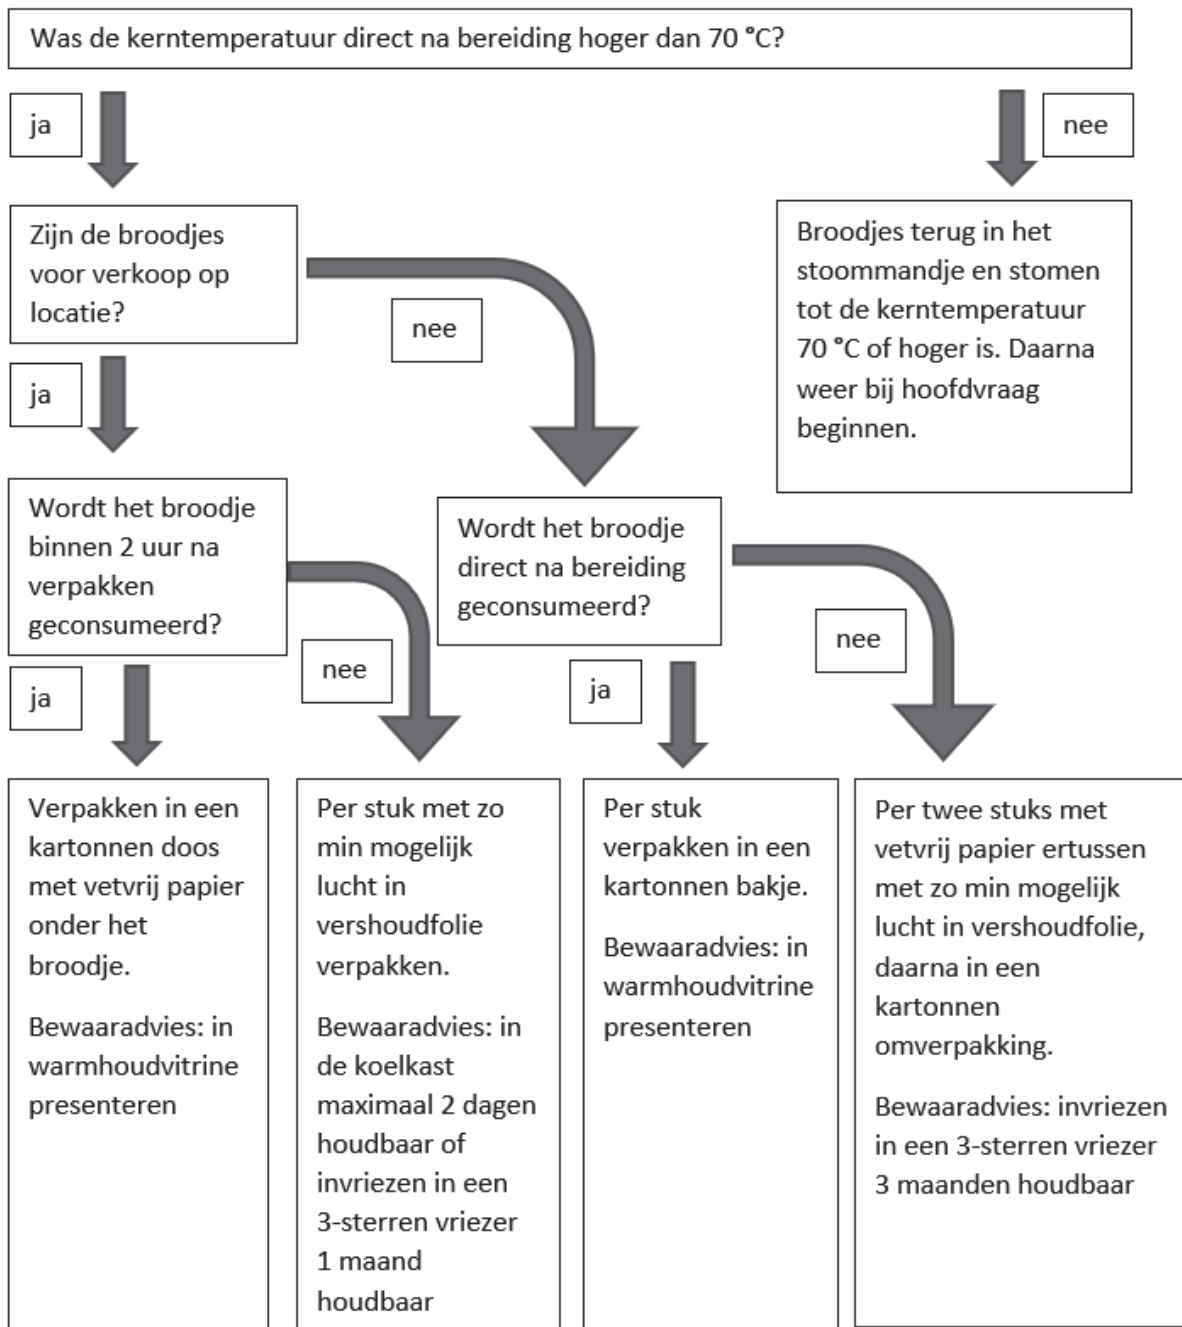 Was de kerntemperatuur direct na bereiding hoger dan 70 °C?
ja
nee
Zijn de broodjes
voor verkoop op
locatie?
nee
Broodjes terug in het
stoommandje en stomen
tot de kerntemperatuur
70 °C of hoger is. Daarna
weer bij hoofdvraag
beginnen.
ja
Wordt het broodje
binnen 2 uur na
verpakken
geconsumeerd?
nee
Wordt het broodje
direct na bereiding
geconsumeerd?
nee
ja
ja
Verpakken in een
kartonnen doos
met vetvrij papier
onder het
broodje.
Bewaaradvies: in
warmhoudvitrine
presenteren
Per stuk met zo
min mogelijk
lucht in
vershoudfolie
verpakken.
Bewaaradvies: in
de koelkast
maximaal 2 dagen
houdbaar of
invriezen in een
3-sterren vriezer
1 maand
houdbaar
Per stuk
verpakken in een
kartonnen bakje.
Bewaaradvies: in
warmhoudvitrine
presenteren
Per twee stuks met
vetvrij papier ertussen
met zo min mogelijk
lucht in vershoudfolie,
daarna in een
kartonnen
omverpakking.
Bewaaradvies: invriezen
in een 3-sterren vriezer
3 maanden houdbaar